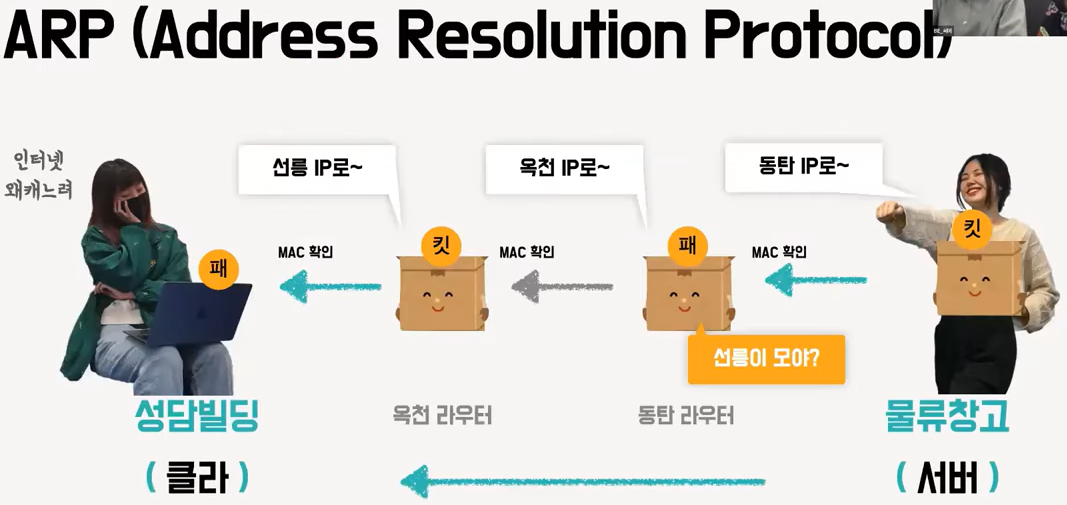 ARP (Address Resolution Protocol)
인터넷
왜캐느려
선릉 IP로~
옥천 IP로~
동탄 IP로~
패
MAC 확인
킷
MAC 확인
패
MAC 확인
킷
선릉이 모야?
성담빌딩
옥천 라우터
동탄 라우터
물류창고
( 클라 )
( 서버 )